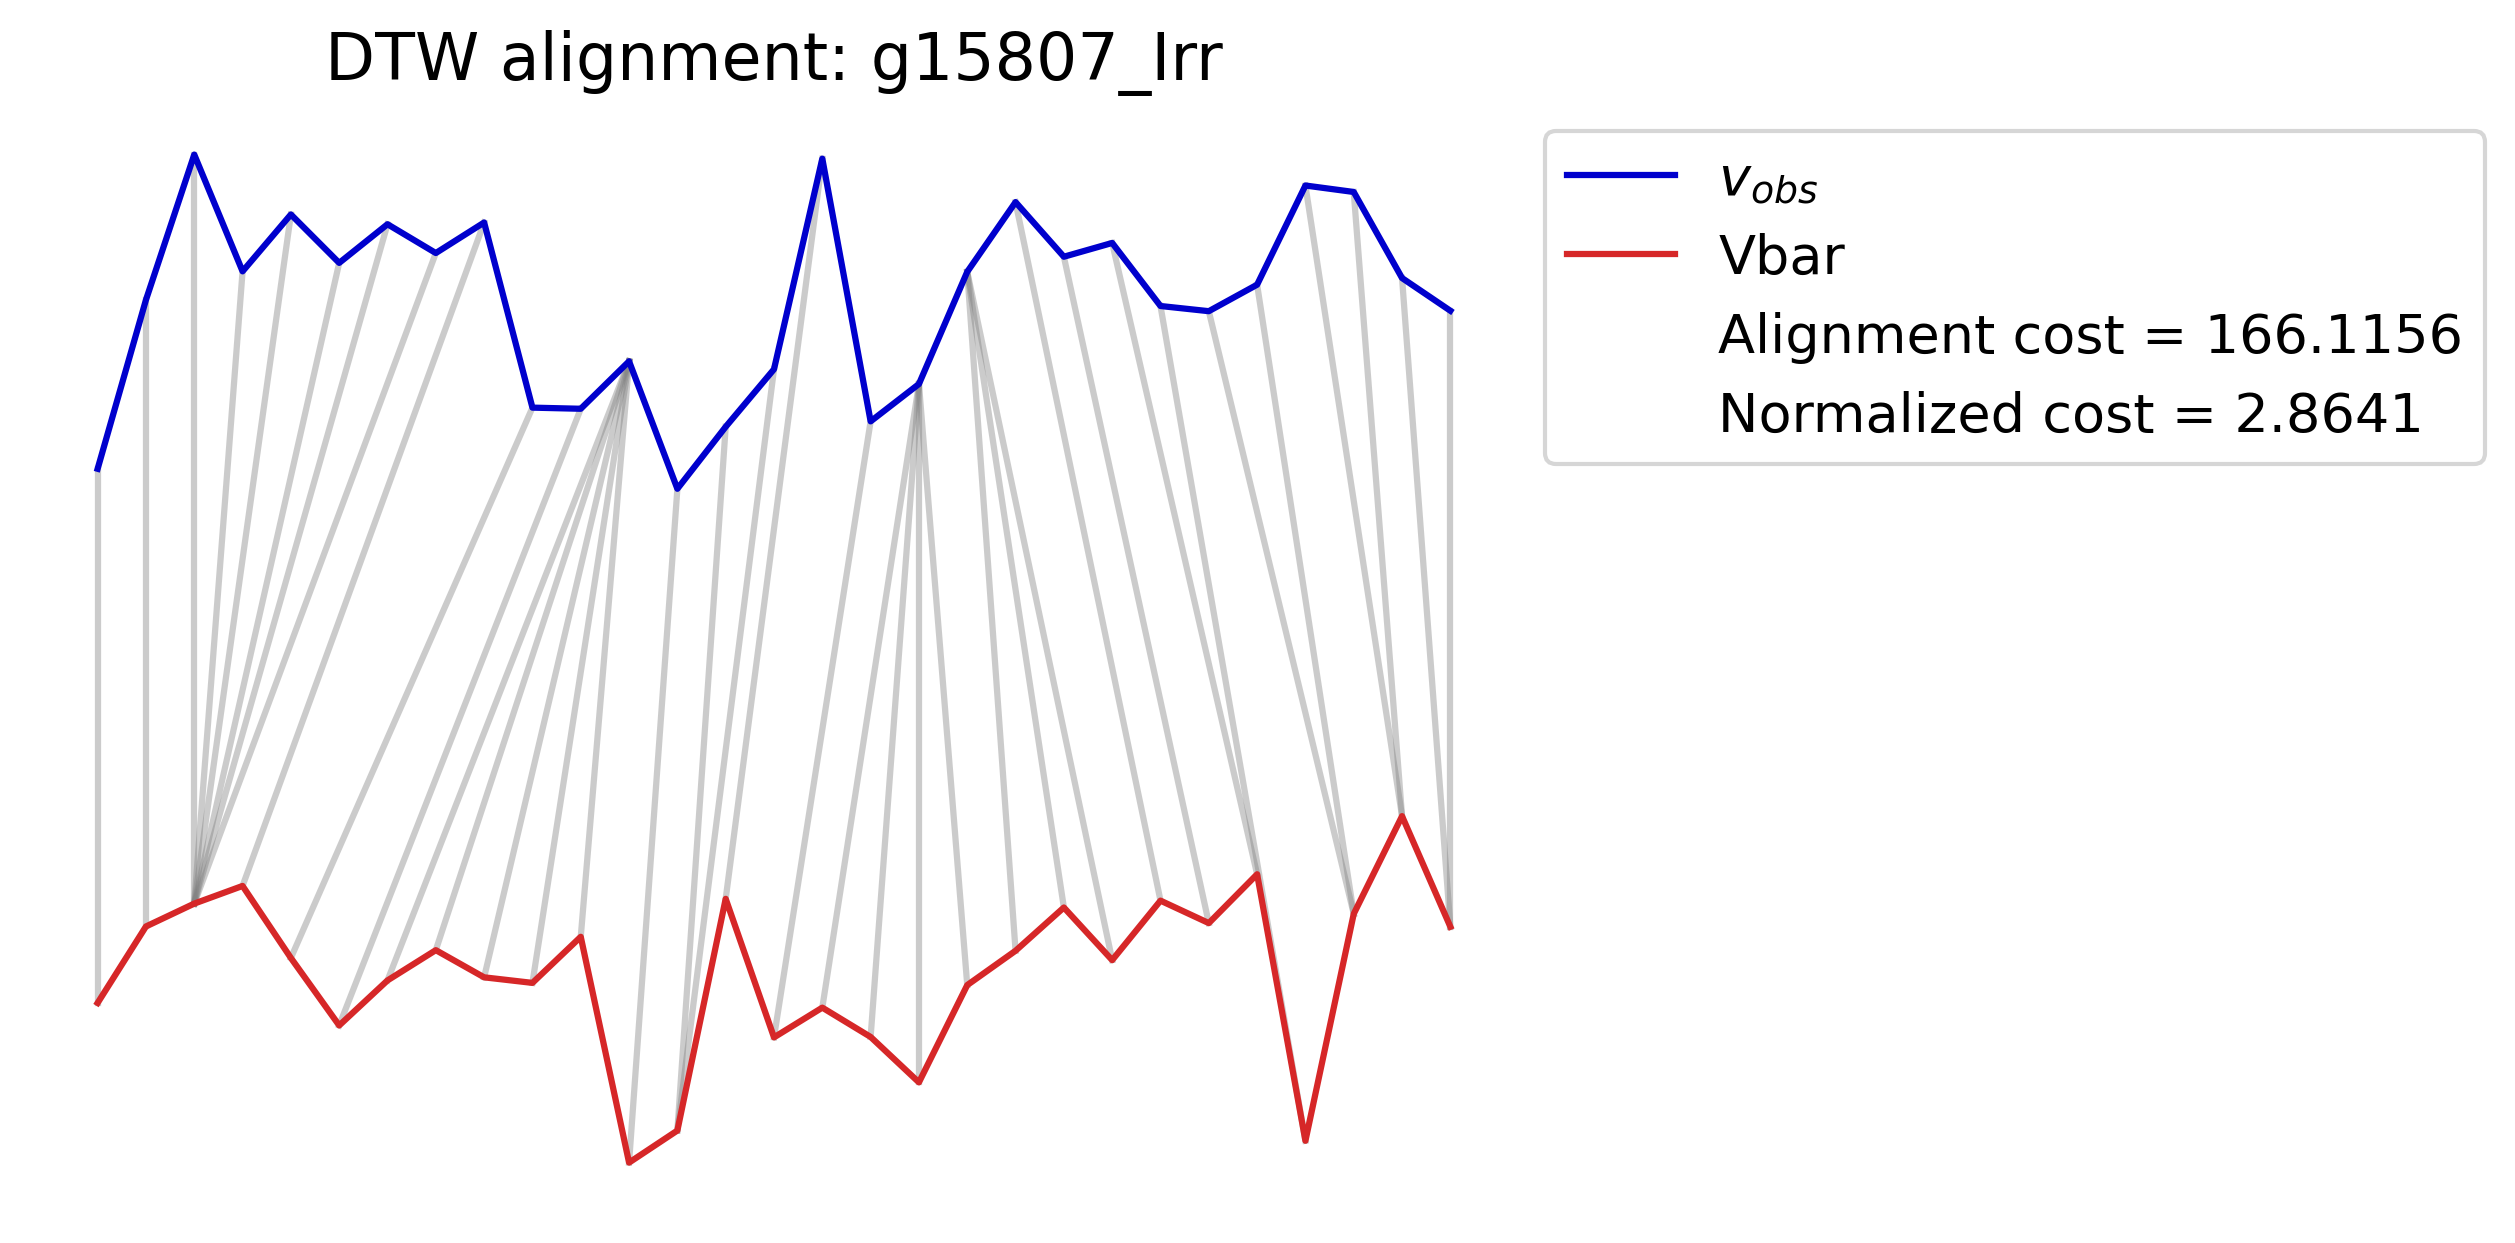 DTW alignment: g15807_Irr
v_obs
Vbar
Alignment cost = 166.1156
Normalized cost = 2.8641